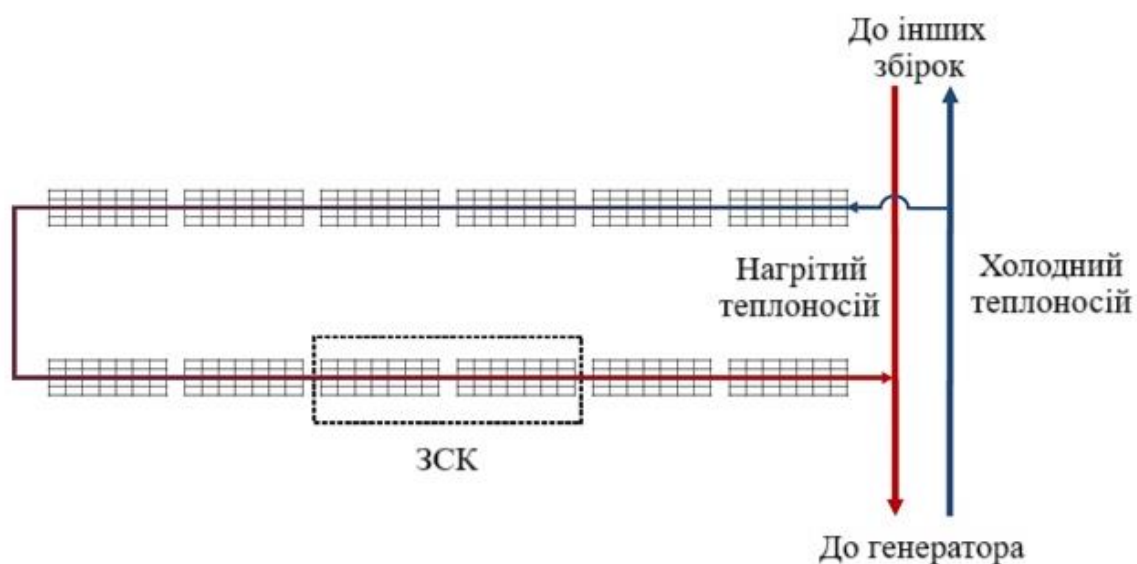 До інших
збірок
Нагрітий
теплоносій
Холодний
теплоносій
ЗСК
До генератора